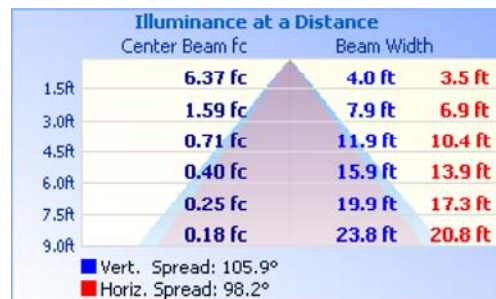 Illuminance at a Distance
Center Beam fc Beam Width
1.5ft 6.37 fc 4.0 ft 3.5 ft
3.0ft 1.59 fc 7.9 ft 6.9 ft
4.5ft 0.71 fc 11.9 ft 10.4 ft
6.0ft 0.40 fc 15.9 ft 13.9 ft
7.5ft 0.25 fc 19.9 ft 17.3 ft
9.0ft 0.18 fc 23.8 ft 20.8 ft
Vert. Spread: 105.9°
Horiz. Spread: 98.2°